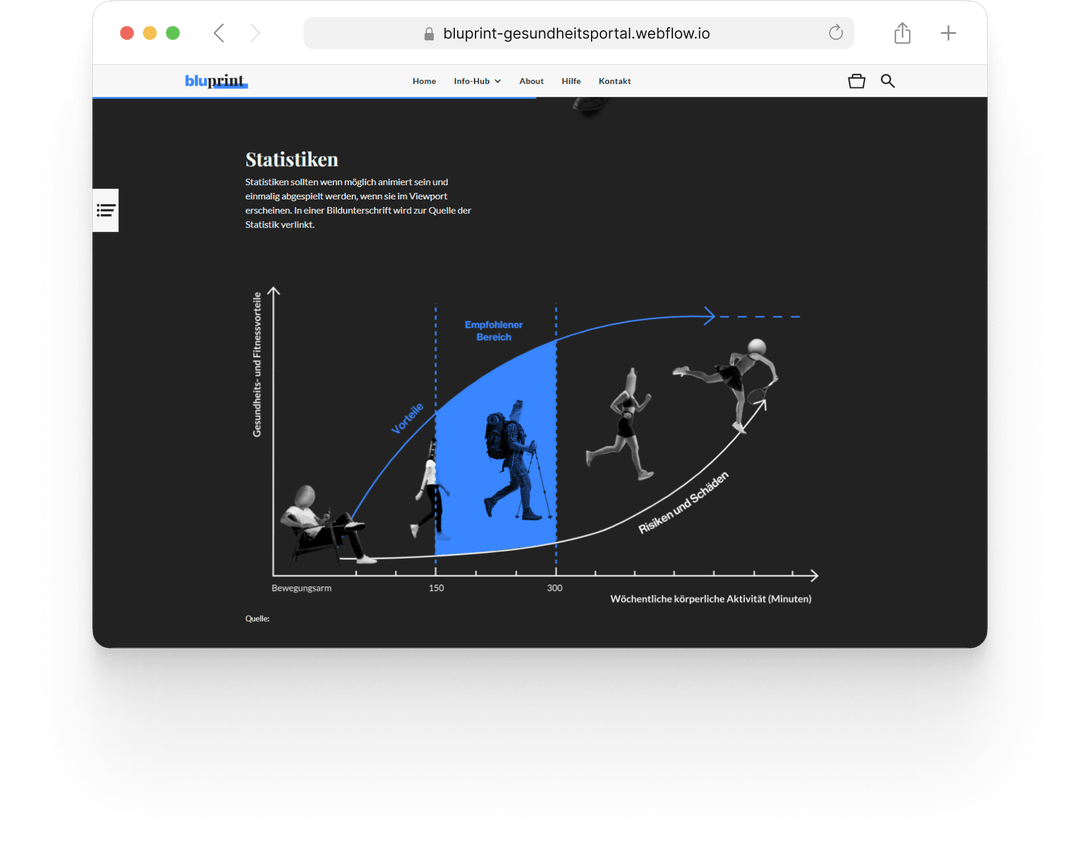 bluprint-gesundheitsportal.webflow.io
bluprint
Home
Info-Hub
About
Hilfe
Kontakt
Statistiken
Statistiken sollten wenn möglich animiert sein und
einmalig abgespielt werden, wenn sie im Viewport
erscheinen. In einer Bildunterschrift wird zur Quelle der
Statistik verlinkt.
Gesundheits- und Fitnessvorteile
Empfohlener
Bereich
Vorteile
Risiken und Schäden
Bewegungsarm
150
300
Wöchentliche körperliche Aktivität (Minuten)
Quelle: